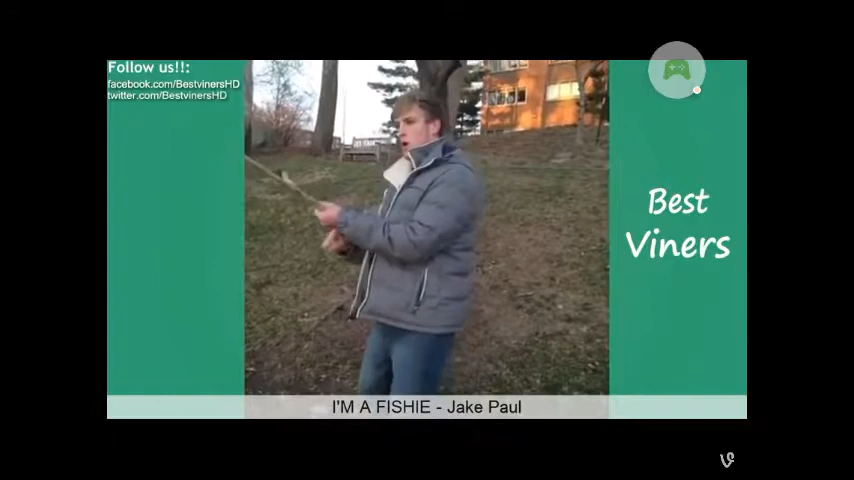 Follow us!!:
facebook.com/BestvinersHD
twitter.com/BestvinersHD
Best
Viners
I'M A FISHIE - Jake Paul